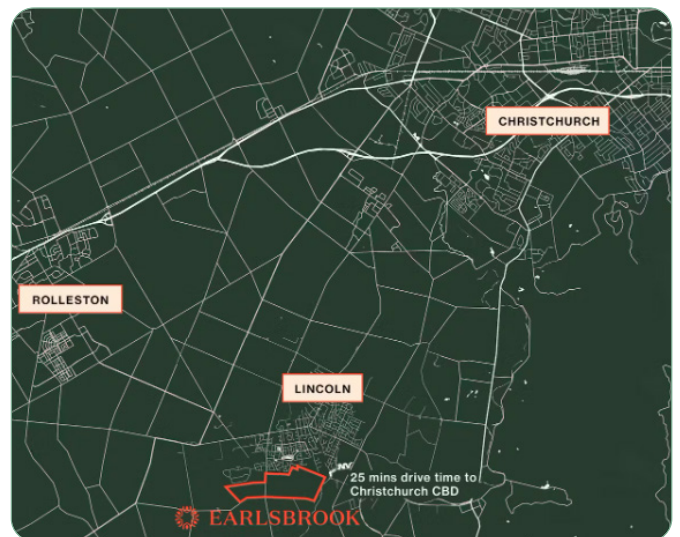 CHRISTCHURCH
ROLLESTON
LINCOLN
25 mins drive time to
Christchurch CBD
EARLSBROOK